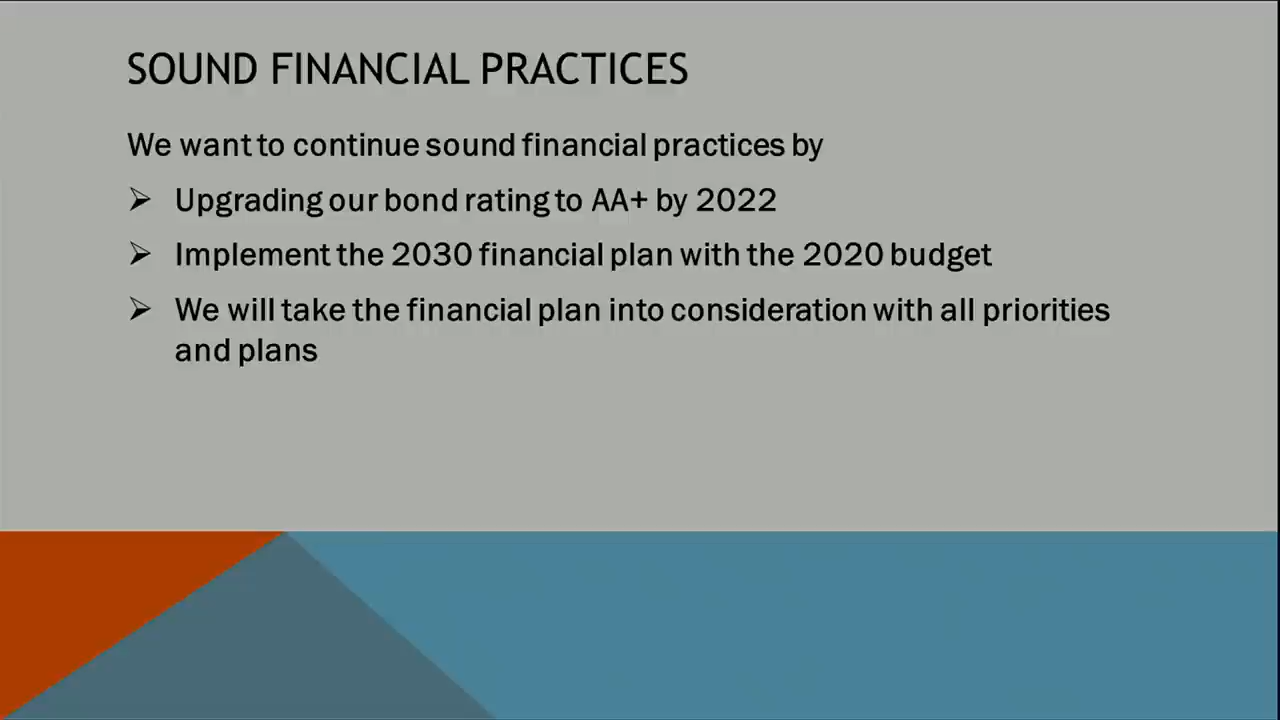 SOUND FINANCIAL PRACTICES
We want to continue sound financial practices by
Upgrading our bond rating to AA+ by 2022
Implement the 2030 financial plan with the 2020 budget
We will take the financial plan into consideration with all priorities
and plans